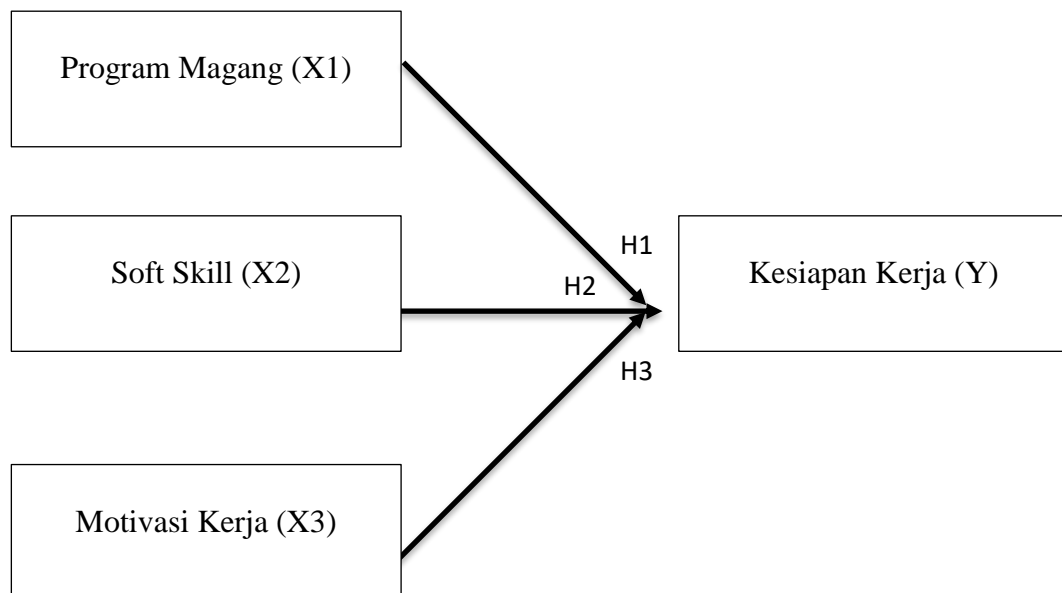 Program Magang (X1)
H1
Soft Skill (X2)
H2
Kesiapan Kerja (Y)
H3
Motivasi Kerja (X3)